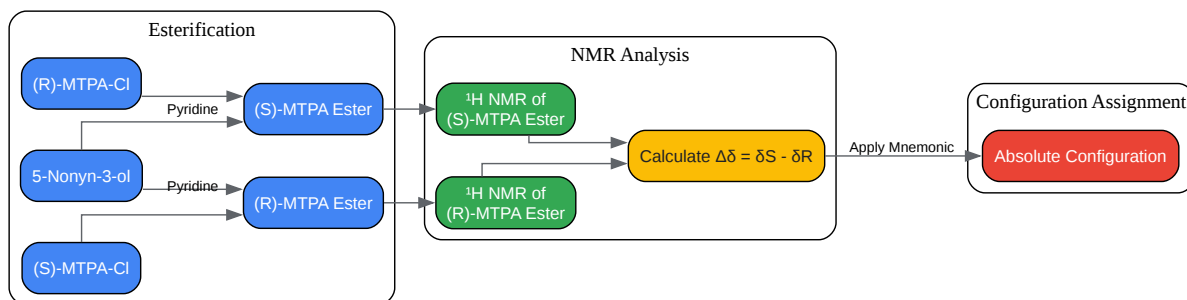 Esterification
(R)-MTPA-Cl
Pyridine
(S)-MTPA Ester
5-Nonyn-3-ol
Pyridine
(R)-MTPA Ester
(S)-MTPA-Cl
NMR Analysis
¹H NMR of
(S)-MTPA Ester
Calculate Δδ = δS - δR
¹H NMR of
(R)-MTPA Ester
Apply Mnemonic
Configuration Assignment
Absolute Configuration